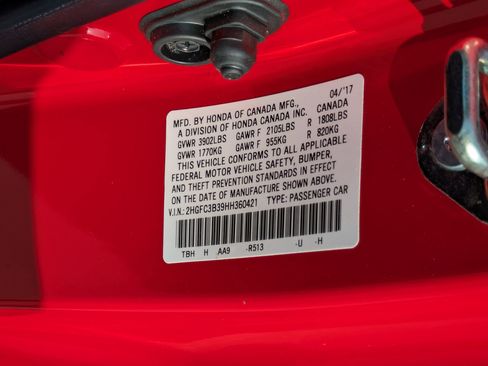 04/'17
MFD. BY HONDA OF CANADA MFG., CANADA
A DIVISION OF HONDA CANADA INC.
GVWR 3902LBS GAWR F 2105LBS R 1808LBS
GVWR 1770KG GAWR F 955KG R 820KG
THIS VEHICLE CONFORMS TO ALL APPLICABLE
FEDERAL MOTOR VEHICLE SAFETY, BUMPER,
AND THEFT PREVENTION STANDARDS IN EFFECT
ON THE DATE OF MANUFACTURE SHOWN ABOVE.
V.I.N.: 2HGFC3B39HH360421 TYPE: PASSENGER CAR
TBH H AA9 -R513 -U -H